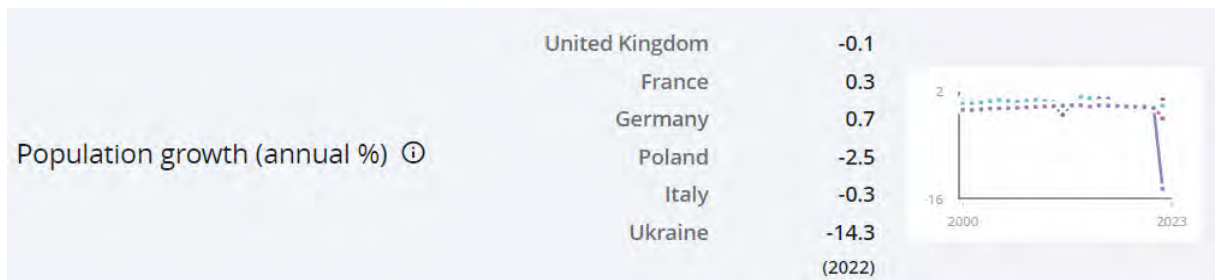 Population growth (annual %)
United Kingdom -0.1
France 0.3
Germany 0.7
Poland -2.5
Italy -0.3
Ukraine -14.3
(2022)
2
-16
2000 2023